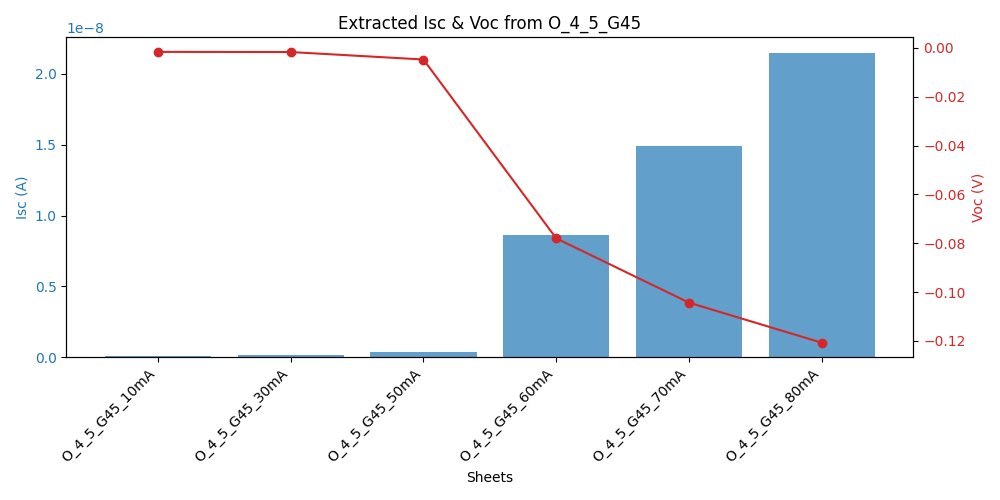 Extracted Isc & Voc from O_4_5_G45
1e−8
2.0
1.5
1.0
0.5
0.0
Isc (A)
0.00
−0.02
−0.04
−0.06
−0.08
−0.10
−0.12
Voc (V)
O_4_5_G45_10mA
O_4_5_G45_30mA
O_4_5_G45_50mA
O_4_5_G45_60mA
O_4_5_G45_70mA
O_4_5_G45_80mA
Sheets